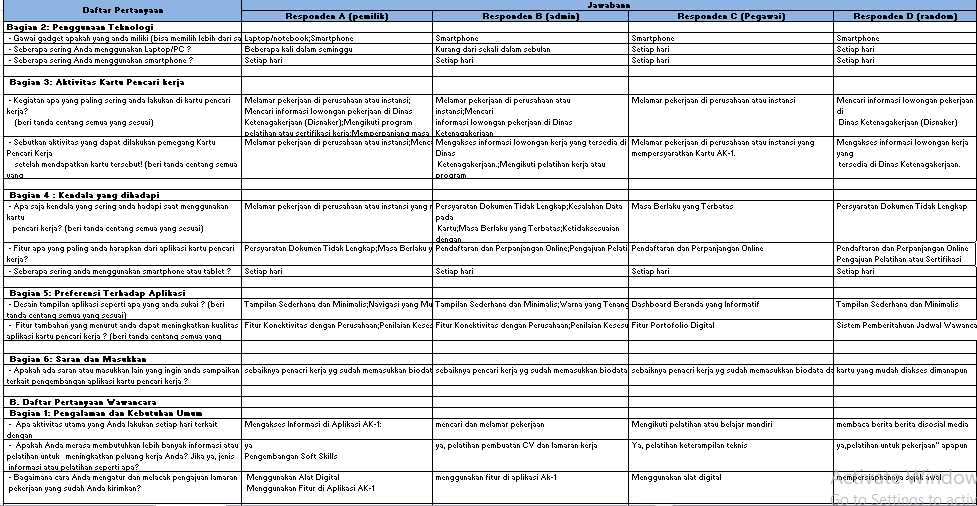 Daftar Pertanyaan
Jawabann
Responden A (pemilik) Responden B (admin) Responden C (Pegawai) Responden D (random)
Bagian 2: Penggunaan Teknologi
- Gawai gadget apakah yang anda miliki (bisa memilih lebih dari sa Laptop/notebook;Smartphone Smartphone Smartphone Smartphone
- Seberapa sering Anda menggunakan Laptop/PC ? Beberapa kali dalam seminggu Kurang dari sekali dalam sebulan Setiap hari Setiap hari
- Seberapa sering Anda menggunakan smartphone ? Setiap hari Setiap hari Setiap hari Setiap hari
Bagian 3: Aktivitas Kartu Pencari kerja
- Kegiatan apa yang paling sering anda lakukan di kartu pencari
kerja?
(beri tanda centang semua yang sesuai)
Melamar pekerjaan di perusahaan atau instansi;
Mencari informasi lowongan pekerjaan di Dinas
Ketenagakerjaan (Disnaker);Mengikuti program
pelatihan atau sertifikasi kerja;Memperpanjang masa
Melamar pekerjaan di perusahaan atau
instansi;Mencari
informasi lowongan pekerjaan di Dinas
Ketenagakerjaan
Melamar pekerjaan di perusahaan atau instansi
Mencari informasi lowongan pekerjaan
di
Dinas Ketenagakerjaan (Disnaker)
- Sebutkan aktivitas yang dapat dilakukan pemegang Kartu
Pencari Kerja
setelah mendapatkan kartu tersebut! (beri tanda centang semua
yang
Melamar pekerjaan di perusahaan atau instansi;Menc
Mengakses informasi lowongan kerja yang tersedia di
Dinas
Ketenagakerjaan.;Mengikuti pelatihan kerja atau
program
Melamar pekerjaan di perusahaan atau instansi yang
mempersyaratkan Kartu AK-1.
Mengakses informasi lowongan kerja
yang
tersedia di Dinas Ketenagakerjaan.
Bagian 4 : Kendala yang dihadapi
- Apa saja kendala yang sering anda hadapi saat menggunakan
kartu
pencari kerja? (beri tanda centang semua yang sesuai)
Melamar pekerjaan di perusahaan atau instansi yang r
Persyaratan Dokumen Tidak Lengkap;Kesalahan Data
pada
Kartu;Masa Berlaku yang Terbatas;Ketidaksesuaian
dengan
Masa Berlaku yang Terbatas
Persyaratan Dokumen Tidak Lengkap
- Fitur apa yang paling anda harapkan dari aplikasi kartu pencari
kerja?
Persyaratan Dokumen Tidak Lengkap;Masa Berlaku y
Pendaftaran dan Perpanjangan Online;Pengajuan Pelati
Pendaftaran dan Perpanjangan Online
Pendaftaran dan Perpanjangan Online
Pengajuan Pelatihan atau Sertifikasi
- Seberapa sering anda menggunakan smartphone atau tablet ? Setiap hari Setiap hari Setiap hari Setiap hari
Bagian 5: Preferensi Terhadap Aplikasi
- Desain tampilan aplikasi seperti apa yang anda sukai ? (beri
tanda centang semua yang sesuai)
Tampilan Sederhana dan Minimalis;Navigasi yang Mu
Tampilan Sederhana dan Minimalis;Warna yang Tenang
Dashboard Beranda yang Informatif
Tampilan Sederhana dan Minimalis
- Fitur tambahan yang menurut anda dapat meningkatkan kualitas
aplikasi kartu pencari kerja ? (beri tanda centang semua yang
Fitur Konektivitas dengan Perusahaan;Penilaian Keses
Fitur Konektivitas dengan Perusahaan;Penilaian Kesesu
Fitur Portofolio Digital
Sistem Pemberitahuan Jadwal Wawanca
Bagian 6: Saran dan Masukkan
- Apakah ada saran atau masukkan lain yang ingin anda sampaikan
terkait pengembangan aplikasi kartu pencari kerja ?
sebaiknya penacri kerja yg sudah memasukkan biodat
sebaiknya pencari kerja yg sudah memasukkan biodata
sebaiknya penacri kerja yg sudah memasukkan biodata da
kartu yang mudah diakses dimanapun
B. Daftar Pertanyaan Wawancara
Bagian 1: Pengalaman dan Kebutuhan Umum
- Apa aktivitas utama yang Anda lakukan setiap hari terkait
dengan
Mengakses Informasi di Aplikasi AK-1:
mencari dan melamar pekerjaan
Mengikuti pelatihan atau belajar mandiri
membaca berita berita disosial media
- Apakah Anda merasa membutuhkan lebih banyak informasi atau
pelatihan untuk meningkatkan peluang kerja Anda? Jika ya, jenis
informasi atau pelatihan seperti apa?
ya
Pengembangan Soft Skills
ya, pelatihan pembuatan CV dan lamaran kerja
Ya, pelatihan keterampilan teknis
ya,pelatihan untuk pekerjaan" apapun
- Bagaimana cara Anda mengatur dan melacak pengajuan lamaran
pekerjaan yang sudah Anda kirimkan?
Menggunakan Alat Digital
Menggunakan Fitur di Aplikasi AK-1
menggunakan fitur di aplikasi Ak-1
Menggunakan alat digital
mempersiapkannya sejak awal
Activate Window
Go to Settings to activ